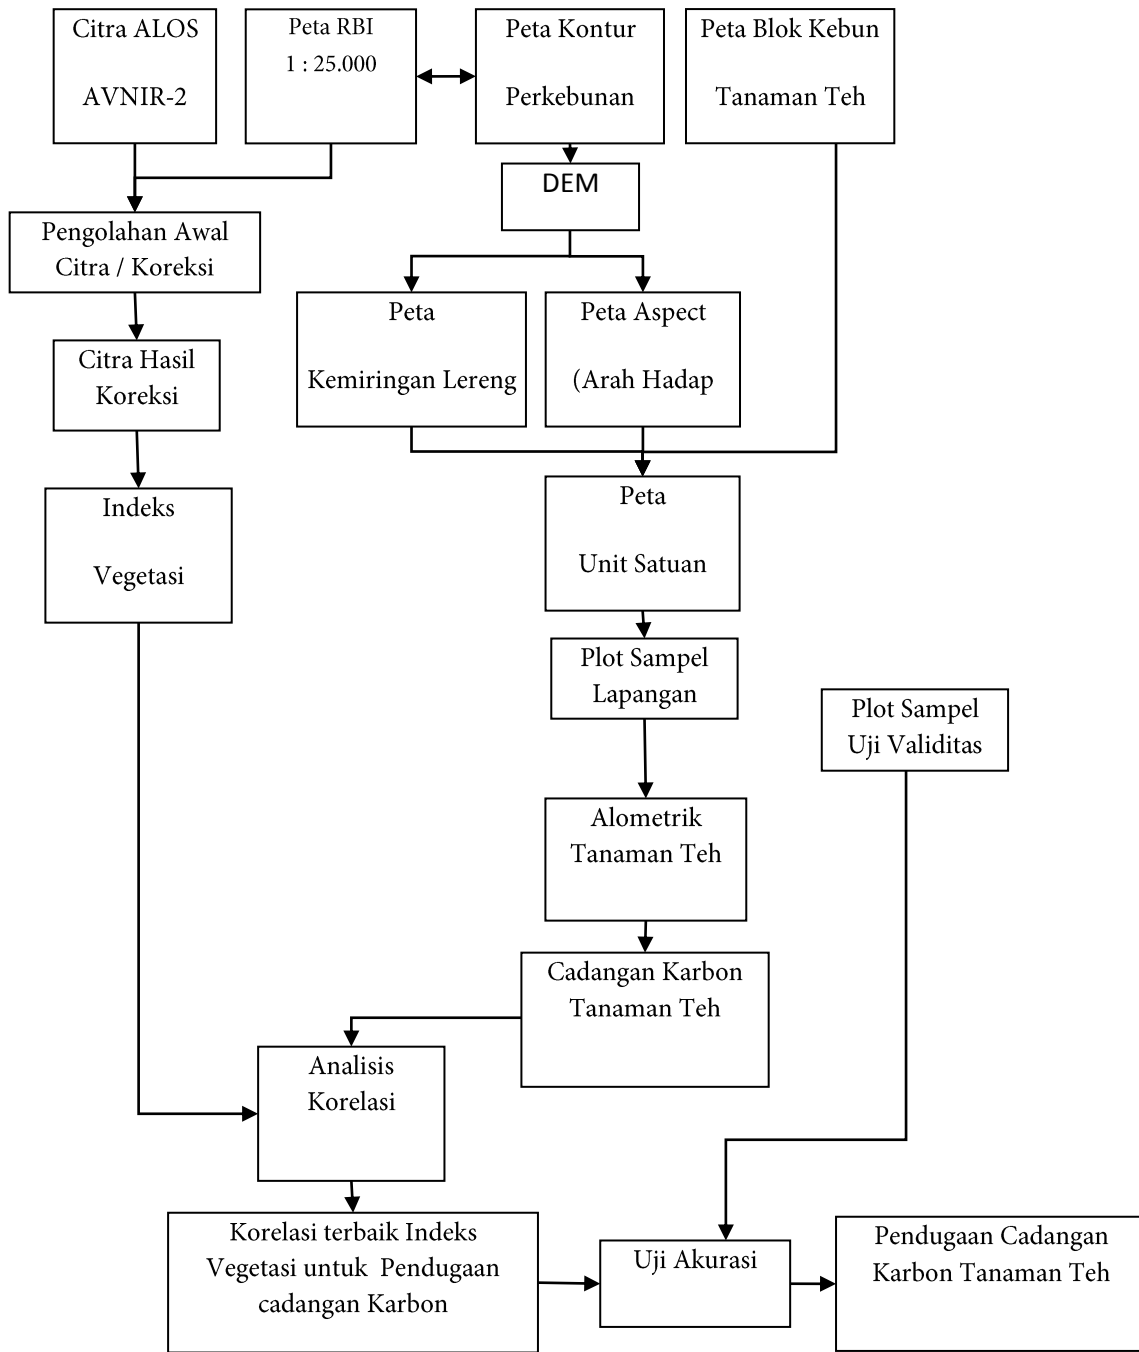 Citra ALOS
AVNIR-2
Peta RBI
1 : 25.000
Peta Kontur
Perkebunan
Peta Blok Kebun
Tanaman Teh
DEM
Pengolahan Awal
Citra / Koreksi
Peta
Kemiringan Lereng
Peta Aspect
(Arah Hadap
Citra Hasil
Koreksi
Indeks
Vegetasi
Peta
Unit Satuan
Plot Sampel
Lapangan
Plot Sampel
Uji Validitas
Alometrik
Tanaman Teh
Cadangan Karbon
Tanaman Teh
Analisis
Korelasi
Korelasi terbaik Indeks
Vegetasi untuk Pendugaan
cadangan Karbon
Uji Akurasi
Pendugaan Cadangan
Karbon Tanaman Teh